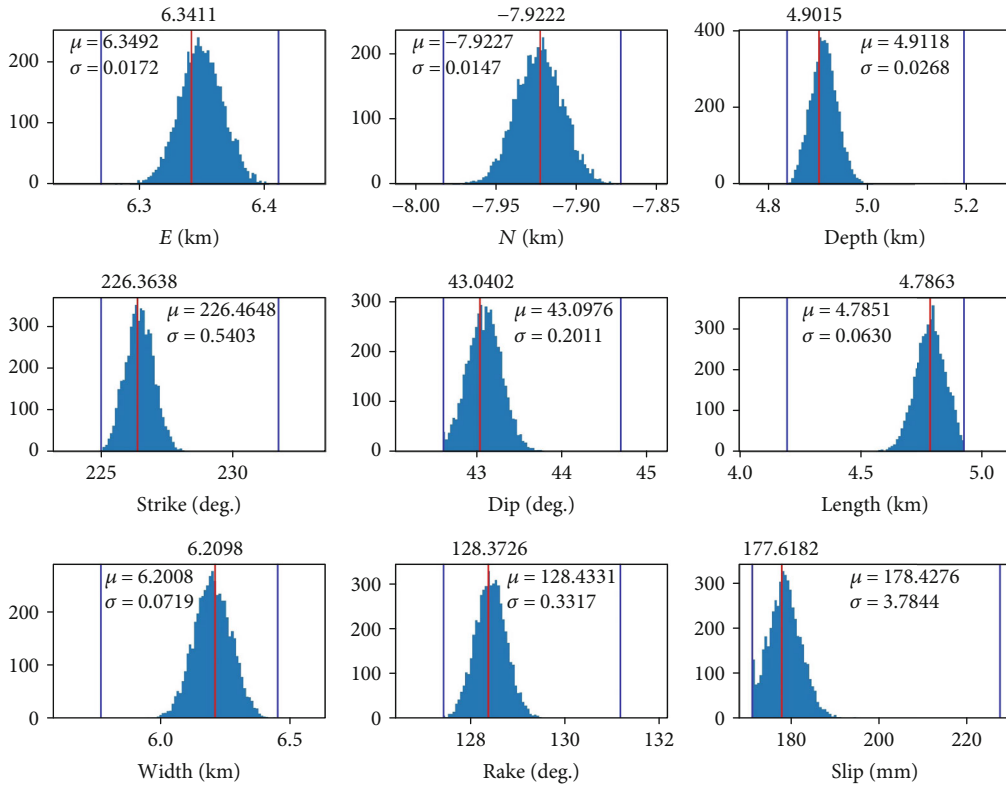 6.3411
μ = 6.3492
σ = 0.0172
200
100
0
6.3
6.4
E (km)
−7.9222
μ = −7.9227
σ = 0.0147
200
100
0
−8.00
−7.95
−7.90
−7.85
N (km)
4.9015
μ = 4.9118
σ = 0.0268
400
200
0
4.8
5.0
5.2
Depth (km)
226.3638
μ = 226.4648
σ = 0.5403
300
200
100
0
225
230
Strike (deg.)
43.0402
μ = 43.0976
σ = 0.2011
300
200
100
0
43
44
45
Dip (deg.)
4.7863
μ = 4.7851
σ = 0.0630
300
200
100
0
4.0
4.5
5.0
Length (km)
6.2098
μ = 6.2008
σ = 0.0719
200
100
0
6.0
6.5
Width (km)
128.3726
μ = 128.4331
σ = 0.3317
300
200
100
0
128
130
132
Rake (deg.)
177.6182
μ = 178.4276
σ = 3.7844
300
200
100
0
180
200
220
Slip (mm)